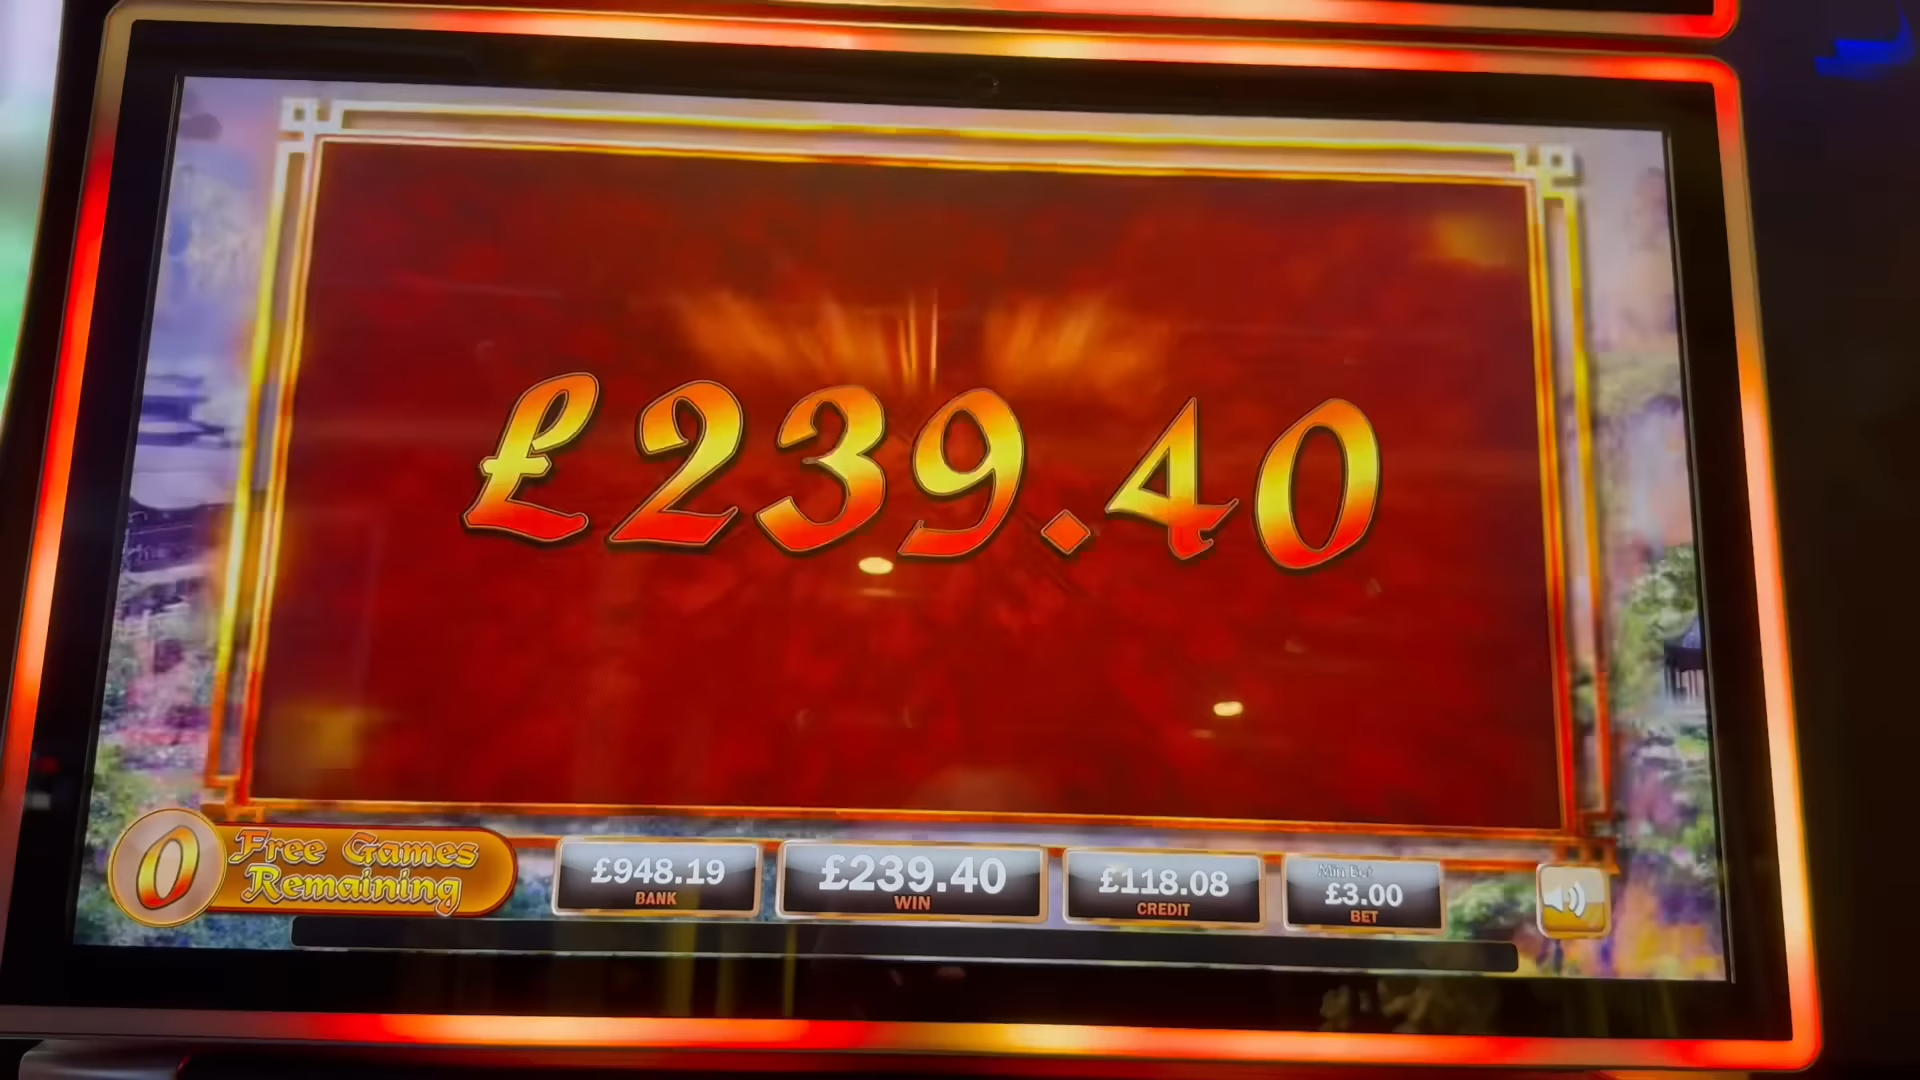 £239.40
0
Free Games
Remaining
£948.19
BANK
£239.40
WIN
£118.08
CREDIT
Min Bet
£3.00
BET